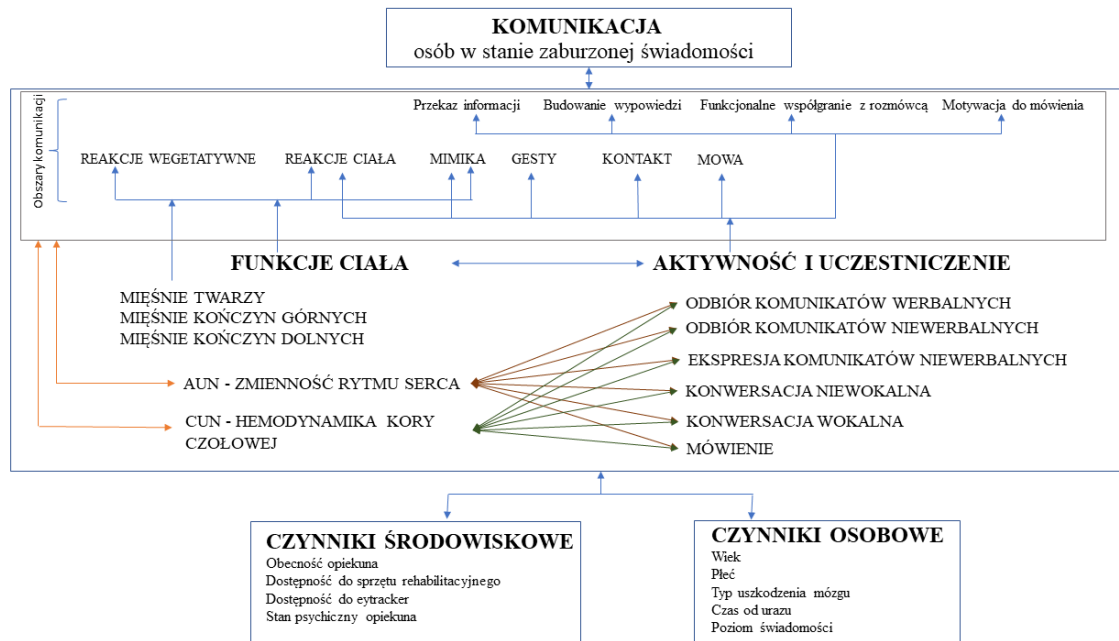 KOMUNIKACJA
osób w stanie zaburzonej świadomości
Obszary komunikacji
Przekaz informacji
Budowanie wypowiedzi
Funkcjonalne współgranie z rozmówcą
Motywacja do mówienia
REAKCJE WEGETATYWNE
REAKCJE CIAŁA
MIMIKA
GESTY
KONTAKT
MOWA
FUNKCJE CIAŁA
AKTYWNOŚĆ I UCZESTNICZENIE
MIĘŚNIE TWARZY
MIĘŚNIE KOŃCZYN GÓRNYCH
MIĘŚNIE KOŃCZYN DOLNYCH
AUN - ZMIENNOŚĆ RYTMU SERCA
CUN - HEMODYNAMIKA KORY
CZOŁOWEJ
ODBIÓR KOMUNIKATÓW WERBALNYCH
ODBIÓR KOMUNIKATÓW NIEWERBALNYCH
EKSPRESJA KOMUNIKATÓW NIEWERBALNYCH
KONWERSACJA NIEWOKALNA
KONWERSACJA WOKALNA
MÓWIENIE
CZYNNIKI ŚRODOWISKOWE
Obecność opiekuna
Dostępność do sprzętu rehabilitacyjnego
Dostępność do eytracker
Stan psychiczny opiekuna
CZYNNIKI OSOBOWE
Wiek
Płeć
Typ uszkodzenia mózgu
Czas od urazu
Poziom świadomości